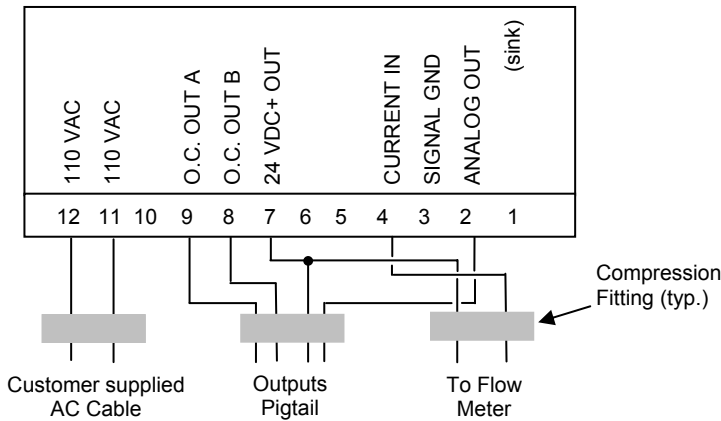 110 VAC
110 VAC
O.C. OUT A
O.C. OUT B
24 VDC+ OUT
CURRENT IN
SIGNAL GND
ANALOG OUT
(sink)
12 11 10 9 8 7 6 5 4 3 2 1
Compression
Fitting (typ.)
Customer supplied
AC Cable
Outputs
Pigtail
To Flow
Meter